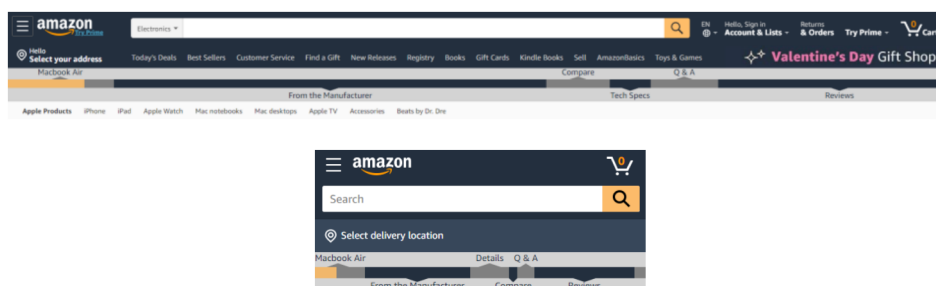 amazon
Try Prime
Electronics
EN
Hello, Sign in
Account & Lists
Returns
& Orders
Try Prime
0
Cart
Hello
Select your address
Today's Deals Best Sellers Customer Service Find a Gift New Releases Registry Books Gift Cards Kindle Books Sell AmazonBasics Toys & Games
Valentine's Day Gift Shop
Macbook Air Compare Q & A
From the Manufacturer Tech Specs Reviews
Apple Products iPhone iPad Apple Watch Mac notebooks Mac desktops Apple TV Accessories Beats by Dr. Dre
amazon
0
Search
Select delivery location
Macbook Air Details Q & A
From the Manufacturer Compare Reviews